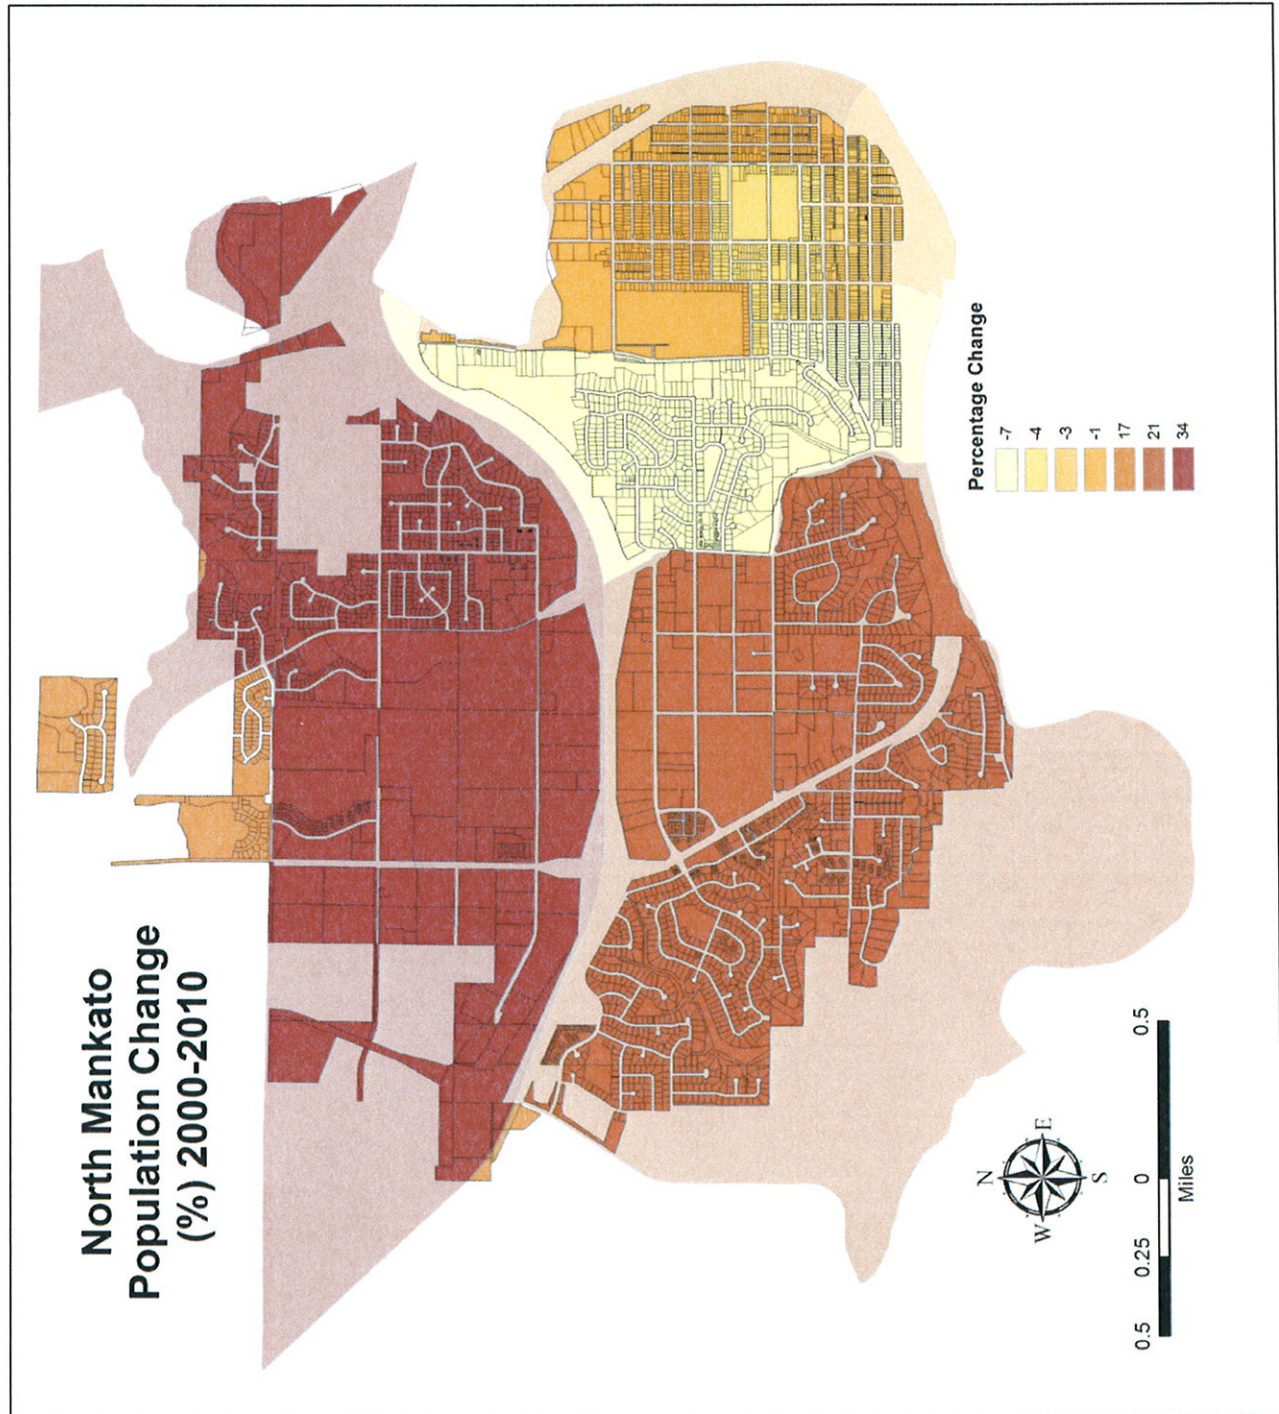 North Mankato
Population Change
(%) 2000-2010
Percentage Change
-7
-4
-3
-1
17
21
34
N
W
E
S
0.5
0.25
0
0.5
Miles